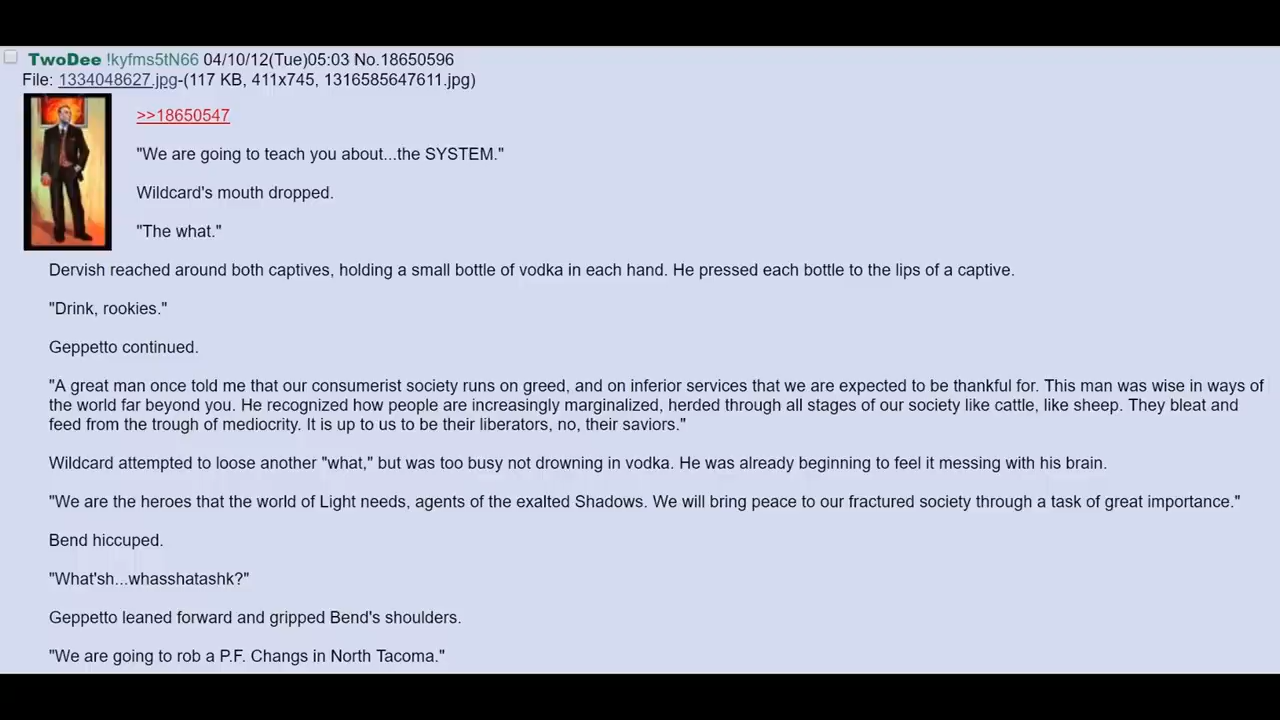 TwoDee !kyfms5tN66 04/10/12(Tue)05:03 No.18650596
File: 1334048627.jpg-(117 KB, 411x745, 1316585647611.jpg)
>>18650547
"We are going to teach you about...the SYSTEM."
Wildcard's mouth dropped.
"The what."
Dervish reached around both captives, holding a small bottle of vodka in each hand. He pressed each bottle to the lips of a captive.
"Drink, rookies."
Geppetto continued.
"A great man once told me that our consumerist society runs on greed, and on inferior services that we are expected to be thankful for. This man was wise in ways of
the world far beyond you. He recognized how people are increasingly marginalized, herded through all stages of our society like cattle, like sheep. They bleat and
feed from the trough of mediocrity. It is up to us to be their liberators, no, their saviors."
Wildcard attempted to loose another "what," but was too busy not drowning in vodka. He was already beginning to feel it messing with his brain.
"We are the heroes that the world of Light needs, agents of the exalted Shadows. We will bring peace to our fractured society through a task of great importance."
Bend hiccuped.
"What'sh...whasshatashk?"
Geppetto leaned forward and gripped Bend's shoulders.
"We are going to rob a P.F. Changs in North Tacoma."